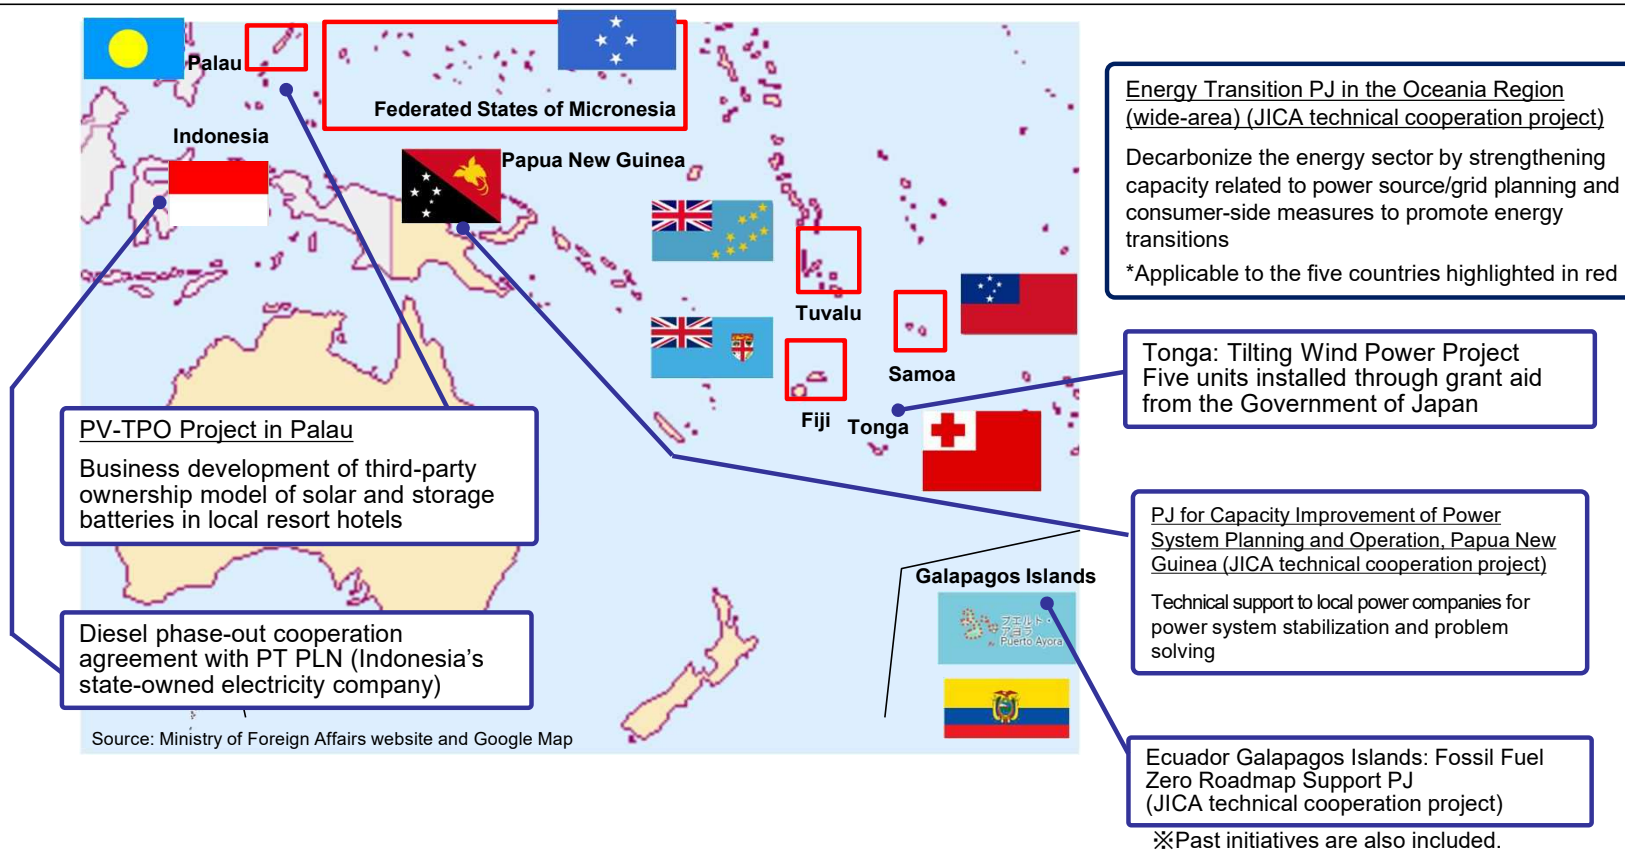 Palau
Federated States of Micronesia
Indonesia
Papua New Guinea
Tuvalu
Samoa
Fiji
Tonga
Energy Transition PJ in the Oceania Region
(wide-area) (JICA technical cooperation project)
Decarbonize the energy sector by strengthening
capacity related to power source/grid planning and
consumer-side measures to promote energy
transitions
*Applicable to the five countries highlighted in red
Tonga: Tilting Wind Power Project
Five units installed through grant aid
from the Government of Japan
PV-TPO Project in Palau
Business development of third-party
ownership model of solar and storage
batteries in local resort hotels
PJ for Capacity Improvement of Power
System Planning and Operation, Papua New
Guinea (JICA technical cooperation project)
Technical support to local power companies for
power system stabilization and problem
solving
Galapagos Islands
プエルト・
アヨラ
Puerto Ayora
Diesel phase-out cooperation
agreement with PT PLN (Indonesia's
state-owned electricity company)
Source: Ministry of Foreign Affairs website and Google Map
Ecuador Galapagos Islands: Fossil Fuel
Zero Roadmap Support PJ
(JICA technical cooperation project)
※Past initiatives are also included.